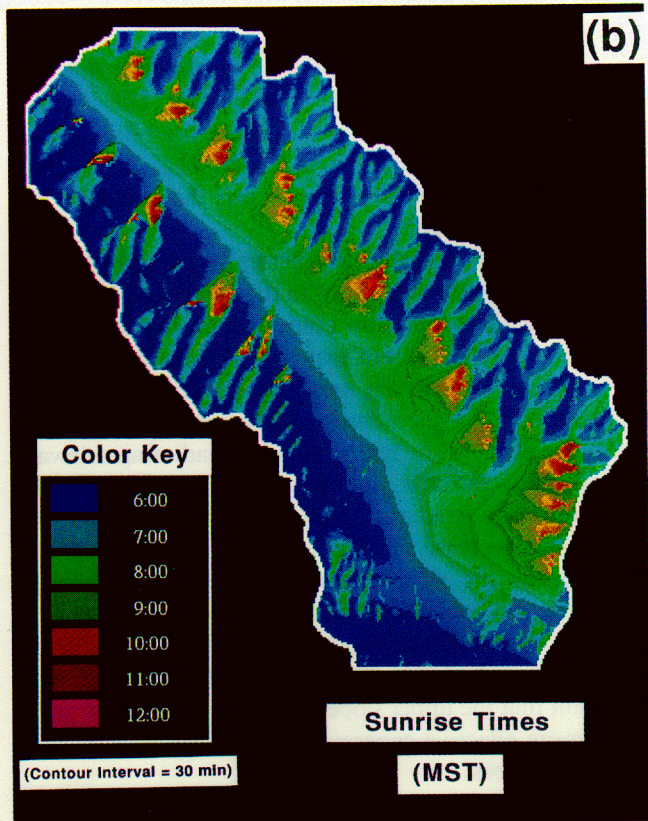 (b)
Color Key
6:00
7:00
8:00
9:00
10:00
11:00
12:00
(Contour Interval = 30 min)
Sunrise Times
(MST)